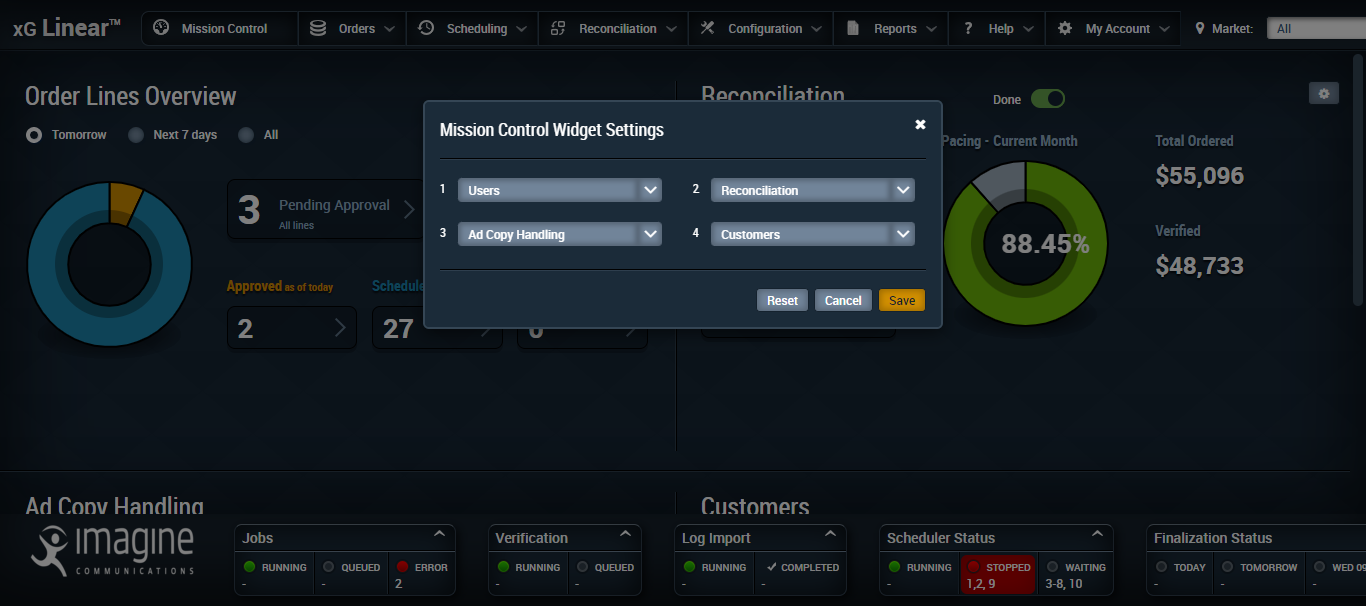 xG Linear™ Mission Control Orders Scheduling Reconciliation Configuration Reports ? Help My Account Market: All
Order Lines Overview
Tomorrow Next 7 days All
3 Pending Approval
All lines
Approved as of today
2
Schedule
27
Reconciliation
Done
Pacing - Current Month
88.45%
Total Ordered
$55,096
Verified
$48,733
Mission Control Widget Settings
1 Users 2 Reconciliation
3 Ad Copy Handling 4 Customers
Reset Cancel Save
Ad Copy Handling
Customers
imagine
COMMUNICATIONS
Jobs
RUNNING QUEUED ERROR
- - 2
Verification
RUNNING QUEUED
- -
Log Import
RUNNING COMPLETED
- -
Scheduler Status
RUNNING STOPPED WAITING
- 1,2, 9 3-8, 10
Finalization Status
TODAY TOMORROW WED 09
- - -